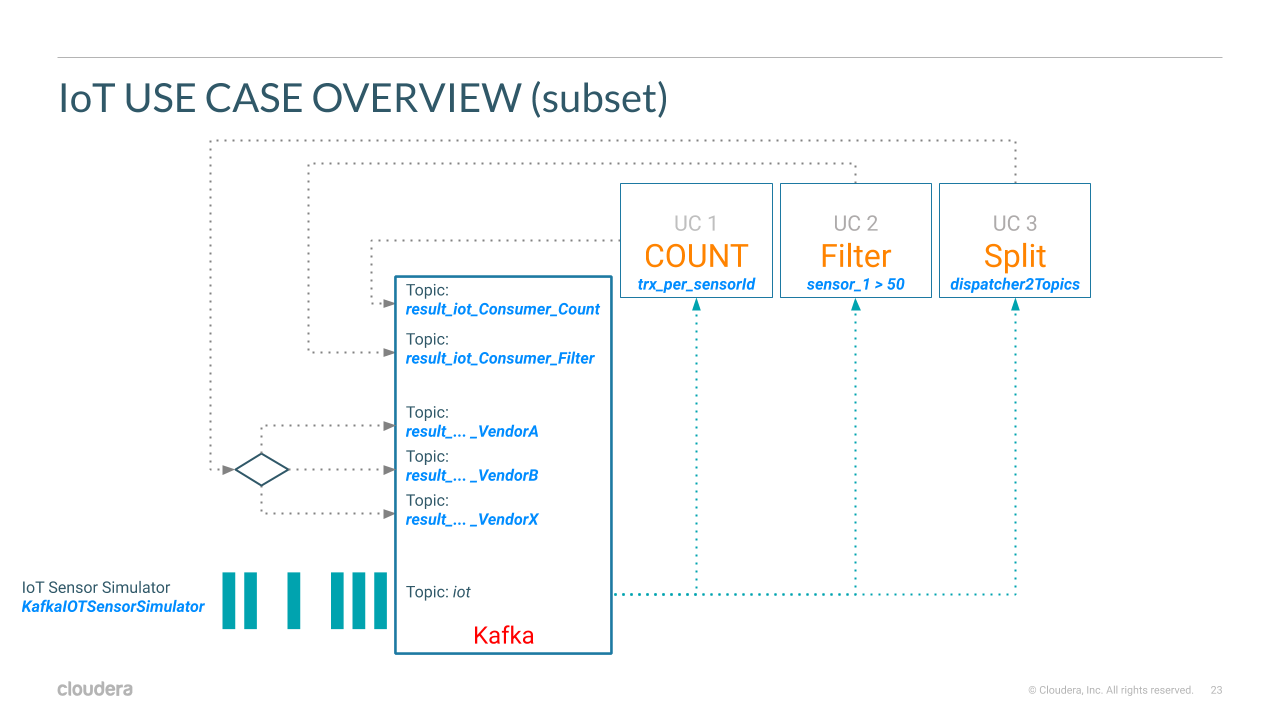 IoT USE CASE OVERVIEW (subset)
UC 1
COUNT
trx_per_sensorId
UC 2
Filter
sensor_1 > 50
UC 3
Split
dispatcher2Topics
Topic:
result_iot_Consumer_Count
Topic:
result_iot_Consumer_Filter
Topic:
result_... _VendorA
Topic:
result_... _VendorB
Topic:
result_... _VendorX
IoT Sensor Simulator
KafkaIOTSensorSimulator
Topic: iot
Kafka
cloudera
© Cloudera, Inc. All rights reserved. 23